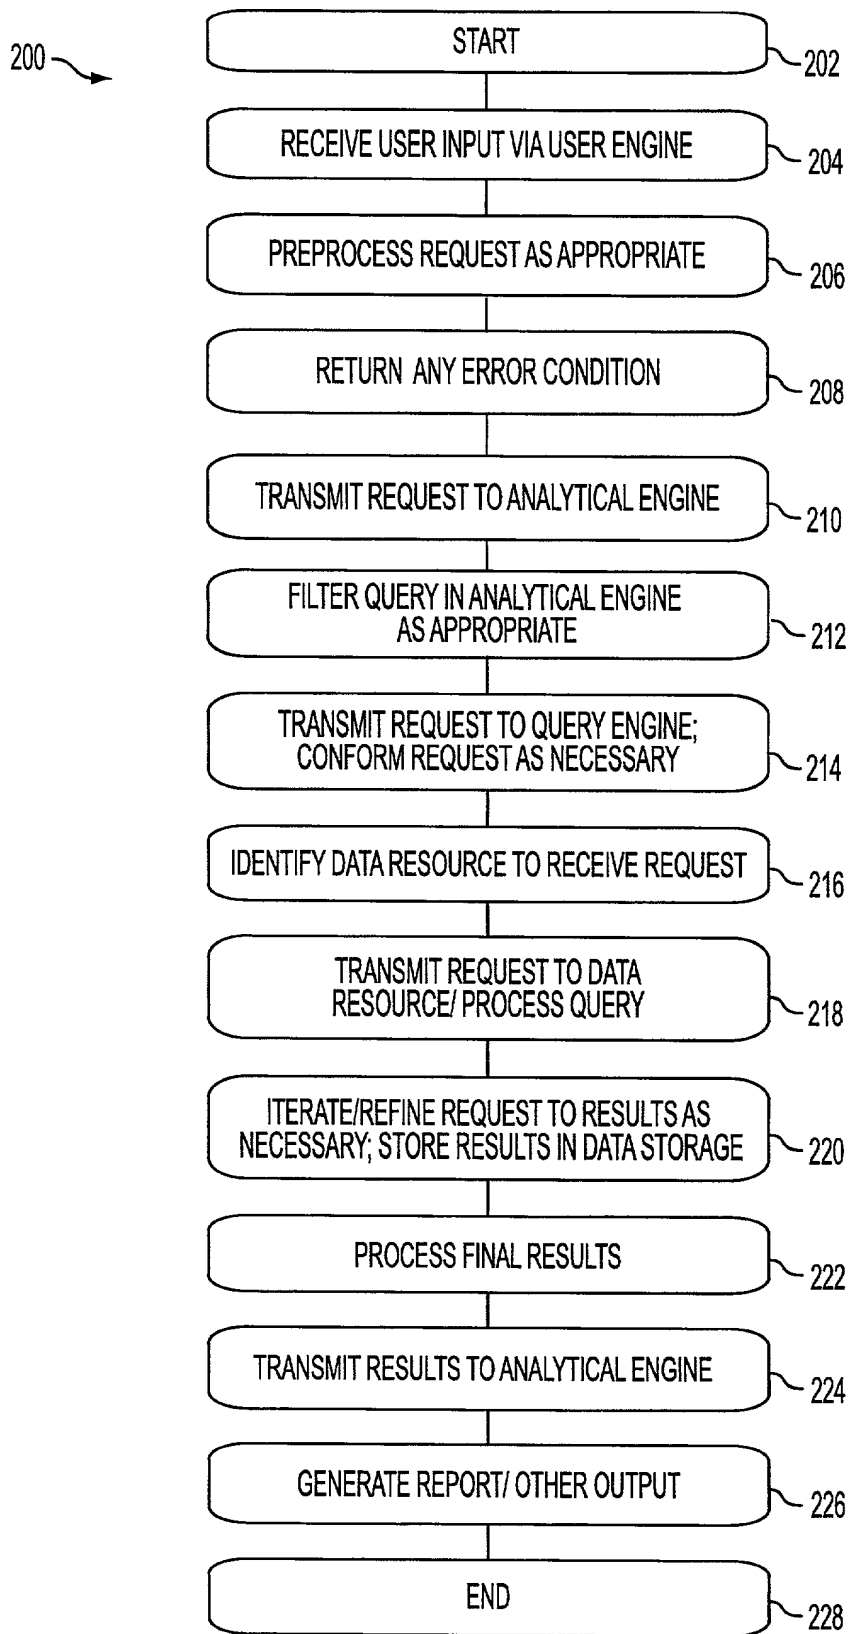 200
START
202
RECEIVE USER INPUT VIA USER ENGINE
204
PREPROCESS REQUEST AS APPROPRIATE
206
RETURN ANY ERROR CONDITION
208
TRANSMIT REQUEST TO ANALYTICAL ENGINE
210
FILTER QUERY IN ANALYTICAL ENGINE
AS APPROPRIATE
212
TRANSMIT REQUEST TO QUERY ENGINE;
CONFORM REQUEST AS NECESSARY
214
IDENTIFY DATA RESOURCE TO RECEIVE REQUEST
216
TRANSMIT REQUEST TO DATA
RESOURCE/ PROCESS QUERY
218
ITERATE/REFINE REQUEST TO RESULTS AS
NECESSARY; STORE RESULTS IN DATA STORAGE
220
PROCESS FINAL RESULTS
222
TRANSMIT RESULTS TO ANALYTICAL ENGINE
224
GENERATE REPORT/ OTHER OUTPUT
226
END
228